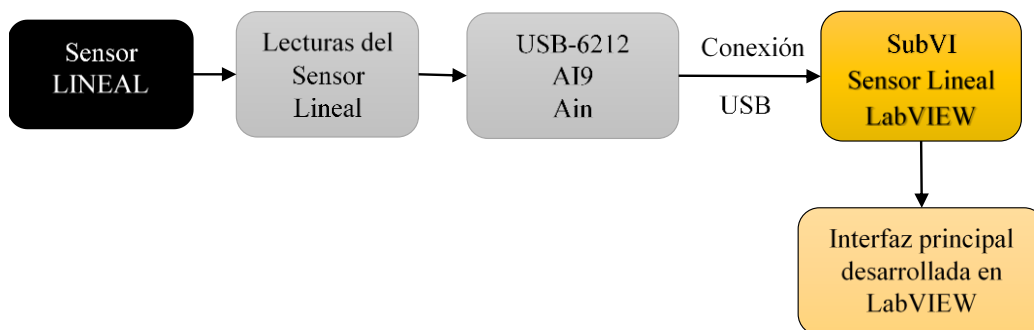 Sensor
LINEAL
Lecturas del
Sensor
Lineal
USB-6212
AI9
Ain
Conexión
USB
SubVI
Sensor Lineal
LabVIEW
Interfaz principal
desarrollada en
LabVIEW